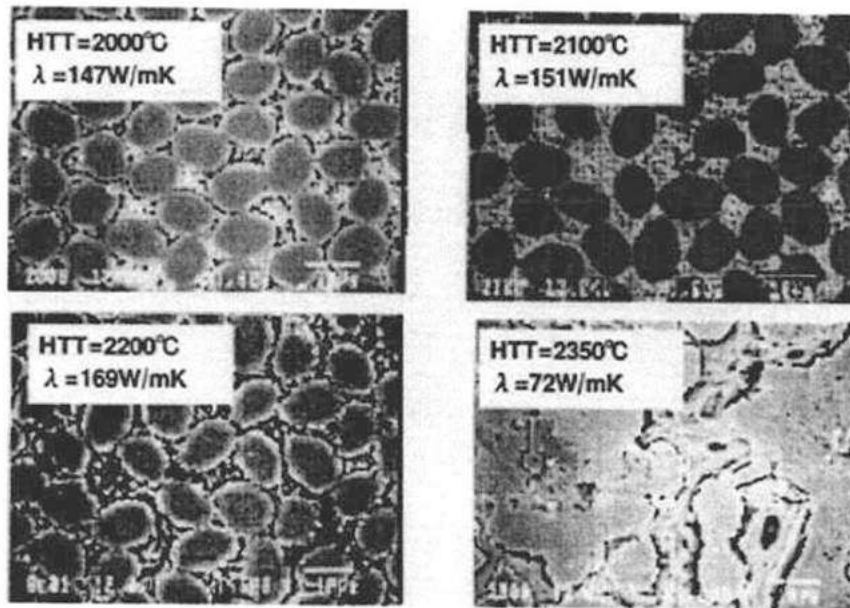 HTT=2000℃
λ=147W/mK
HTT=2100℃
λ=151W/mK
HTT=2200℃
λ=169W/mK
HTT=2350℃
λ=72W/mK